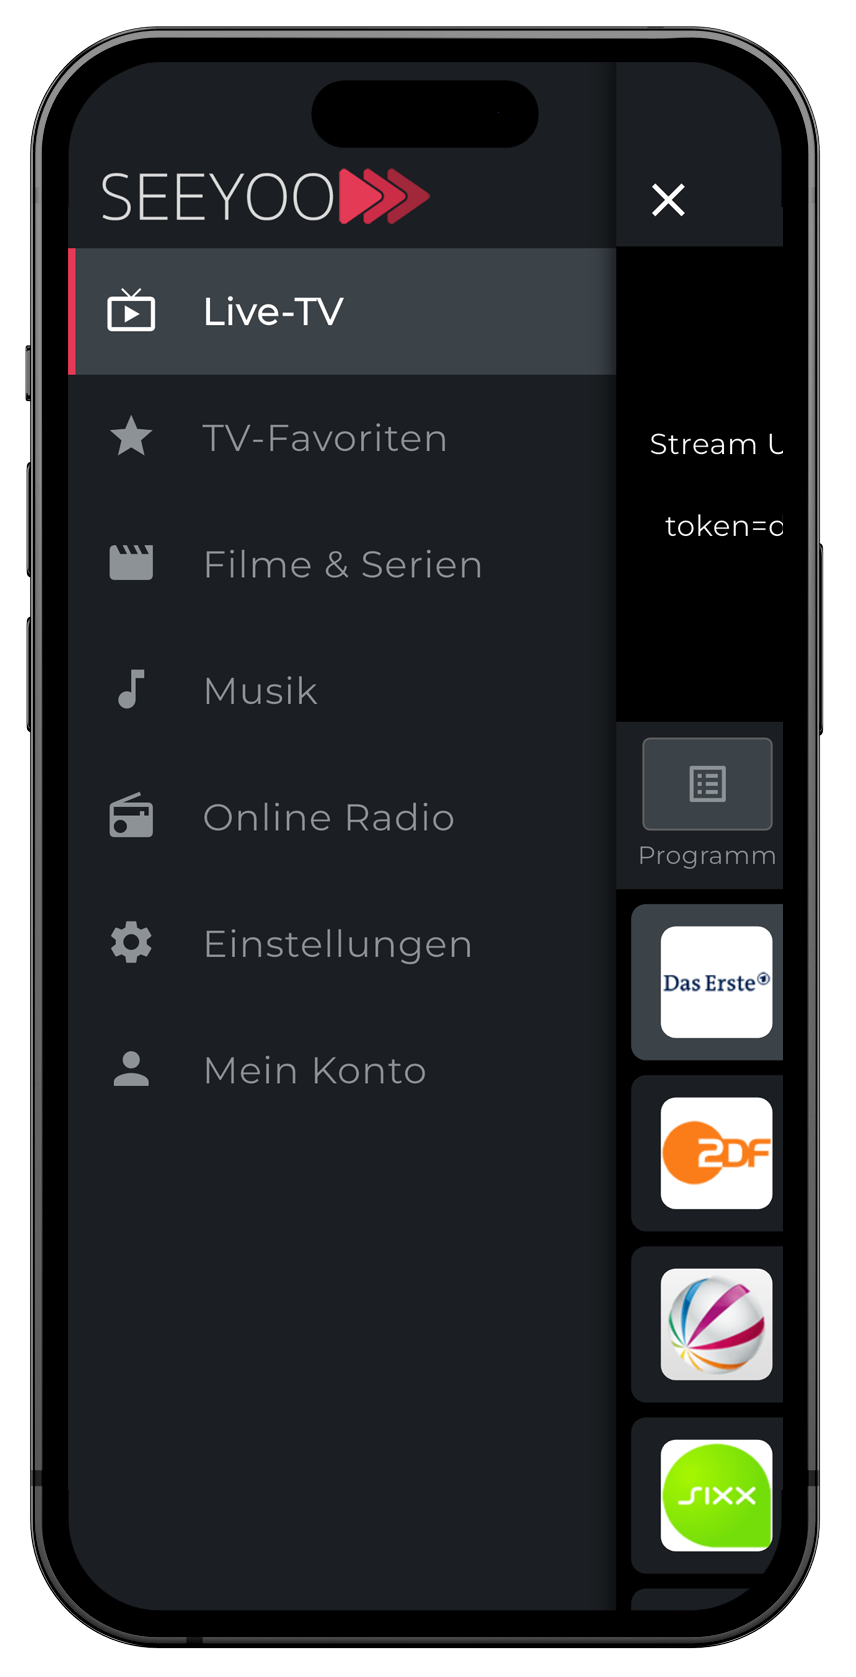 SEEYOO
Live-TV
TV-Favoriten
Filme & Serien
Musik
Online Radio
Einstellungen
Mein Konto
Stream
token=
Programm
Das Erste
2DF
sixx